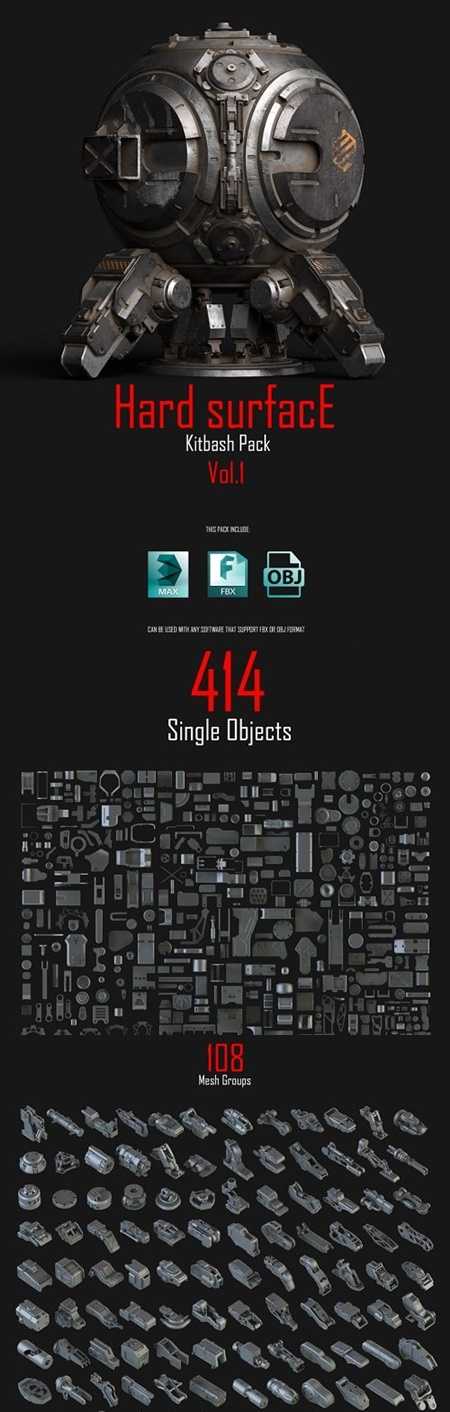 Hard surfacE
Kitbash Pack
Vol.1
THIS PACK INCLUDE:
MAX
FBX
OBJ
CAN BE USED WITH ANY SOFTWARE THAT SUPPORT FBX OR OBJ FORMAT
414
Single Objects
108
Mesh Groups